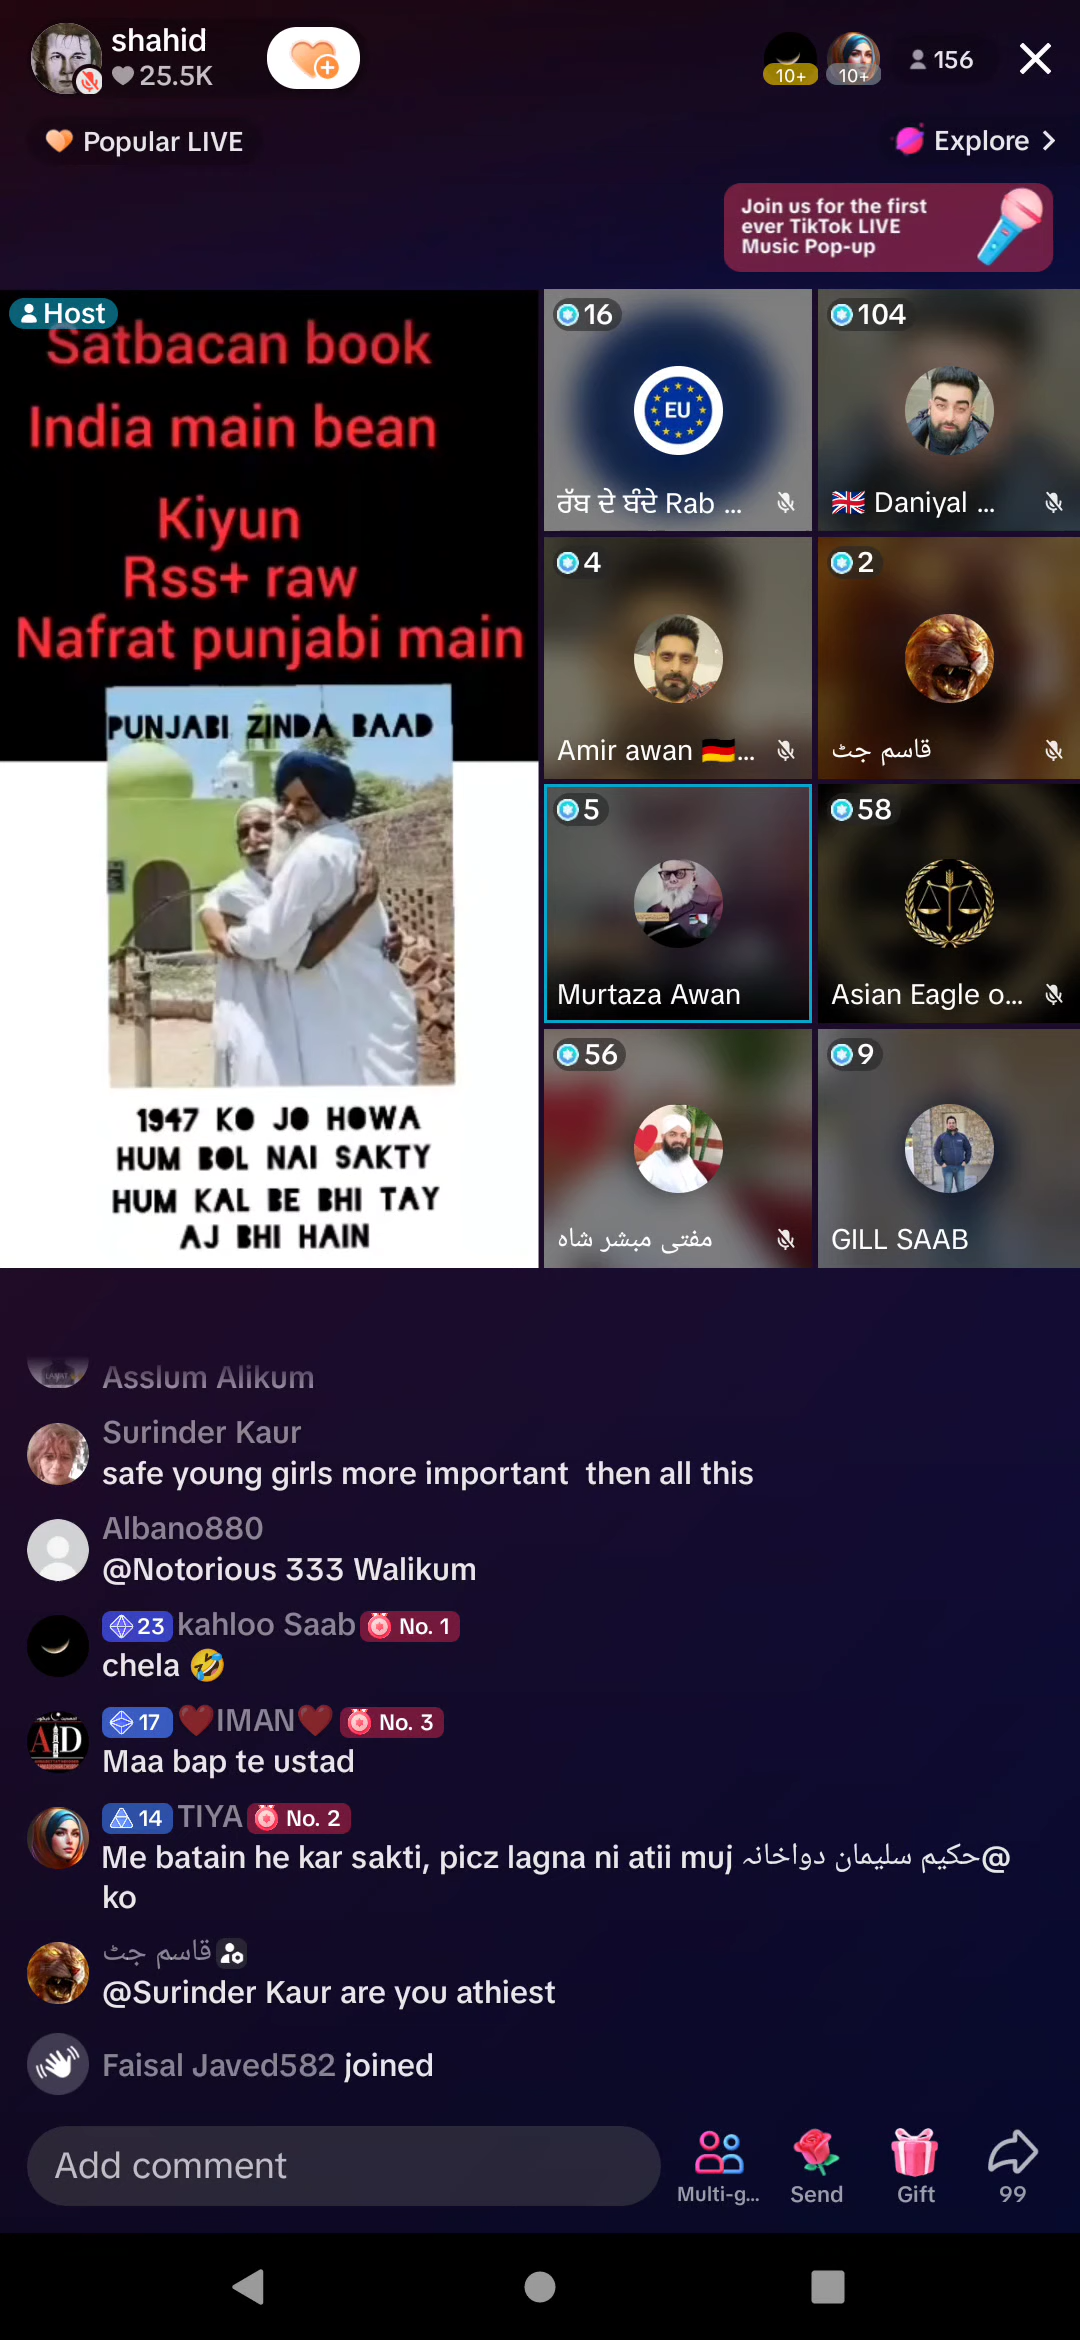 shahid
25.5K
10+
10+
156
Popular LIVE
Explore
Join us for the first
ever TikTok LIVE
Music Pop-up
Host
Satbacan book
India main bean
Kiyun
Rss+ raw
Nafrat punjabi main
PUNJABI ZINDA BAAD
1947 KO JO HOWA
HUM BOL NAI SAKTY
HUM KAL BE BHI TAY
AJ BHI HAIN
16
EU
ਰੱਬ ਦੇ ਬੰਦੇ Rab ...
104
🇬🇧 Daniyal ...
4
Amir awan 🇩🇪...
2
قاسم جٹ
5
Murtaza Awan
58
Asian Eagle o...
56
مفتی مبشر شاہ
9
GILL SAAB
Asslum Alikum
Surinder Kaur
safe young girls more important  then all this
Albano880
@Notorious 333 Walikum
23 kahloo Saab No. 1
chela 🤣
17 ❤️IMAN❤️ No. 3
Maa bap te ustad
14 TIYA No. 2
Me batain he kar sakti, picz lagna ni atii muj @حکیم سلیمان دواخانہ
ko
قاسم جٹ
@Surinder Kaur are you athiest
Faisal Javed582 joined
Add comment
Multi-g...
Send
Gift
99